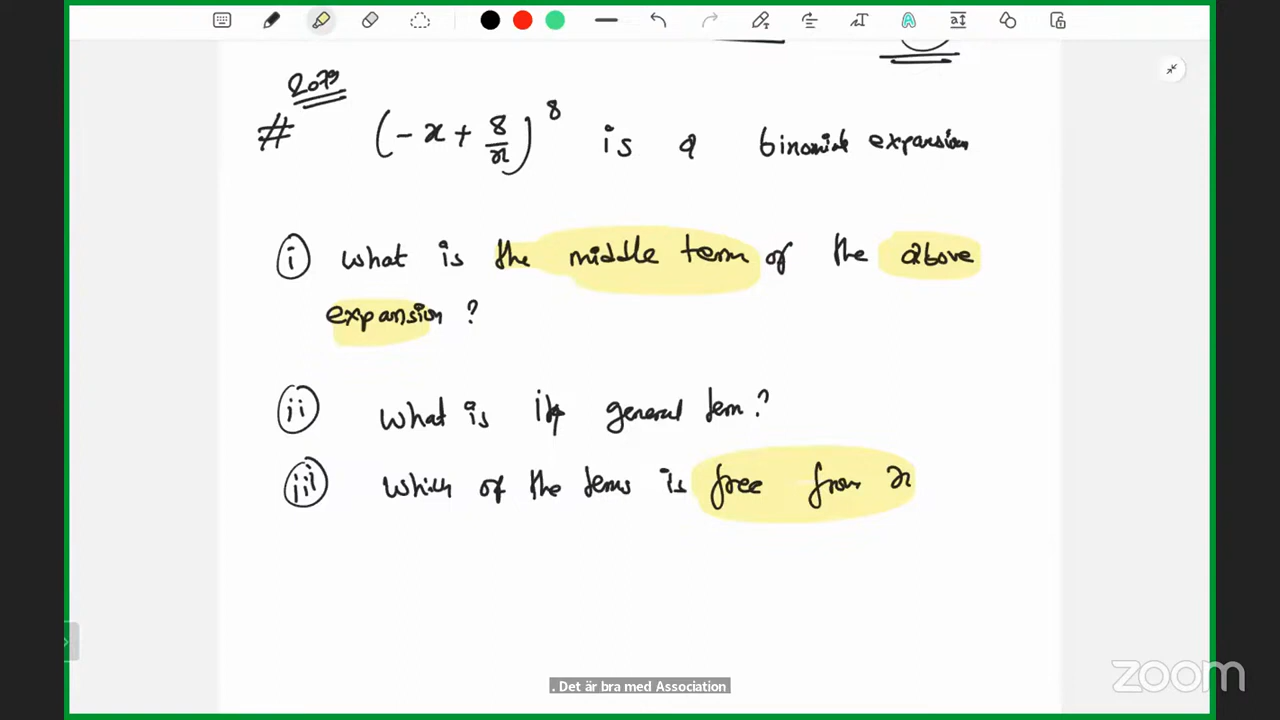 2079
# (-x + 8/x)^8 is a binomial expansion
i what is the middle term of the above
expansion ?
ii what is its general term ?
iii which of the terms is free from x
. Det är bra med Association
zoom